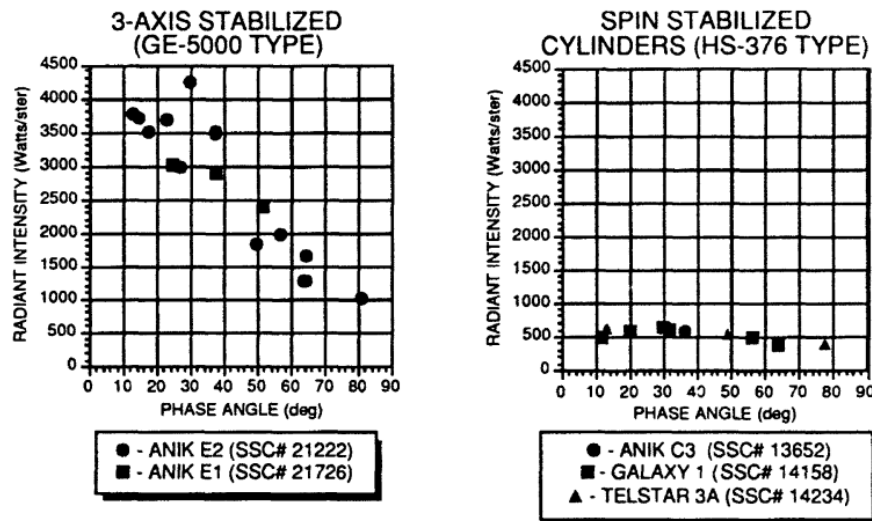 3-AXIS STABILIZED
(GE-5000 TYPE)
RADIANT INTENSITY (Watts/ster)
4500
4000
3500
3000
2500
2000
1500
1000
500
0
0 10 20 30 40 50 60 70 80 90
PHASE ANGLE (deg)
● - ANIK E2 (SSC# 21222)
■ - ANIK E1 (SSC# 21726)
SPIN STABILIZED
CYLINDERS (HS-376 TYPE)
RADIANT INTENSITY (Watts/ster)
4500
4000
3500
3000
2500
2000
1500
1000
500
0
0 10 20 30 40 50 60 70 80 90
PHASE ANGLE (deg)
● - ANIK C3 (SSC# 13652)
■ - GALAXY 1 (SSC# 14158)
▲ - TELSTAR 3A (SSC# 14234)